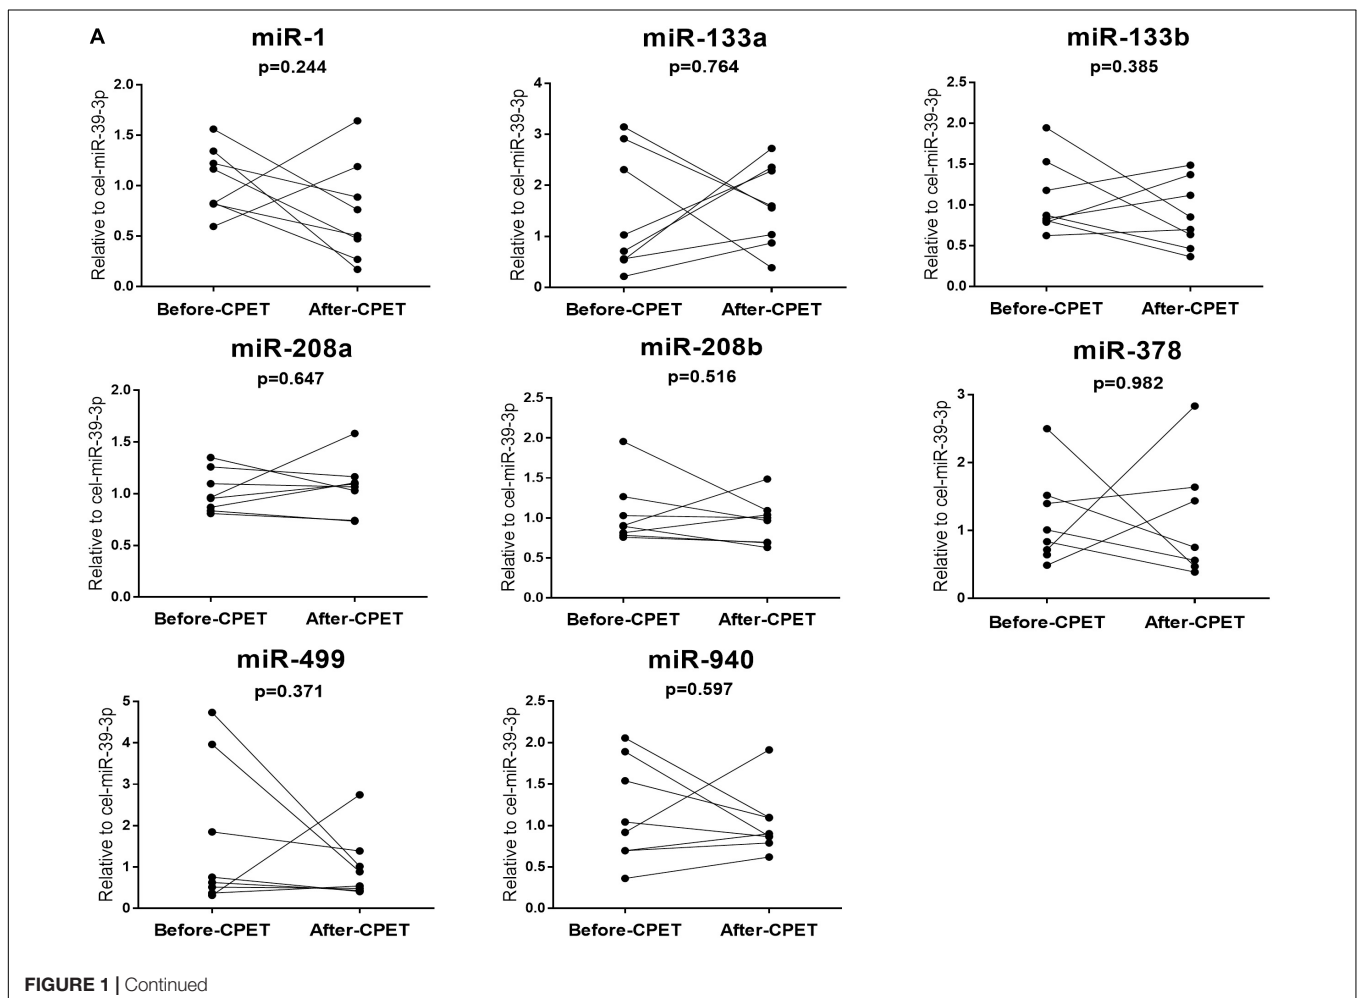 A
miR-1
p=0.244
Relative to cel-miR-39-3p
2.0
1.5
1.0
0.5
0.0
Before-CPET After-CPET
miR-133a
p=0.764
Relative to cel-miR-39-3p
4
3
2
1
0
Before-CPET After-CPET
miR-133b
p=0.385
Relative to cel-miR-39-3p
2.5
2.0
1.5
1.0
0.5
0.0
Before-CPET After-CPET
miR-208a
p=0.647
Relative to cel-miR-39-3p
2.0
1.5
1.0
0.5
0.0
Before-CPET After-CPET
miR-208b
p=0.516
Relative to cel-miR-39-3p
2.5
2.0
1.5
1.0
0.5
0.0
Before-CPET After-CPET
miR-378
p=0.982
Relative to cel-miR-39-3p
3
2
1
0
Before-CPET After-CPET
miR-499
p=0.371
Relative to cel-miR-39-3p
5
4
3
2
1
0
Before-CPET After-CPET
miR-940
p=0.597
Relative to cel-miR-39-3p
2.5
2.0
1.5
1.0
0.5
0.0
Before-CPET After-CPET
FIGURE 1 | Continued